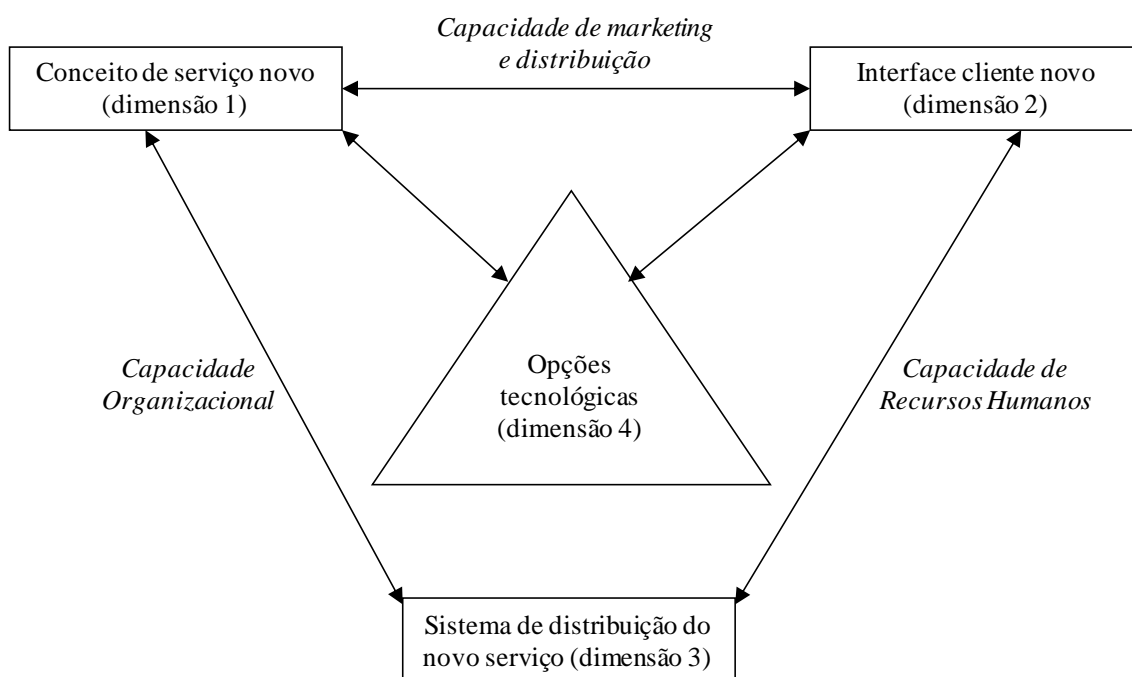 Capacidade de marketing
e distribuição
Conceito de serviço novo
(dimensão 1)
Interface cliente novo
(dimensão 2)
Capacidade
Organizacional
Opções
tecnológicas
(dimensão 4)
Capacidade de
Recursos Humanos
Sistema de distribuição do
novo serviço (dimensão 3)